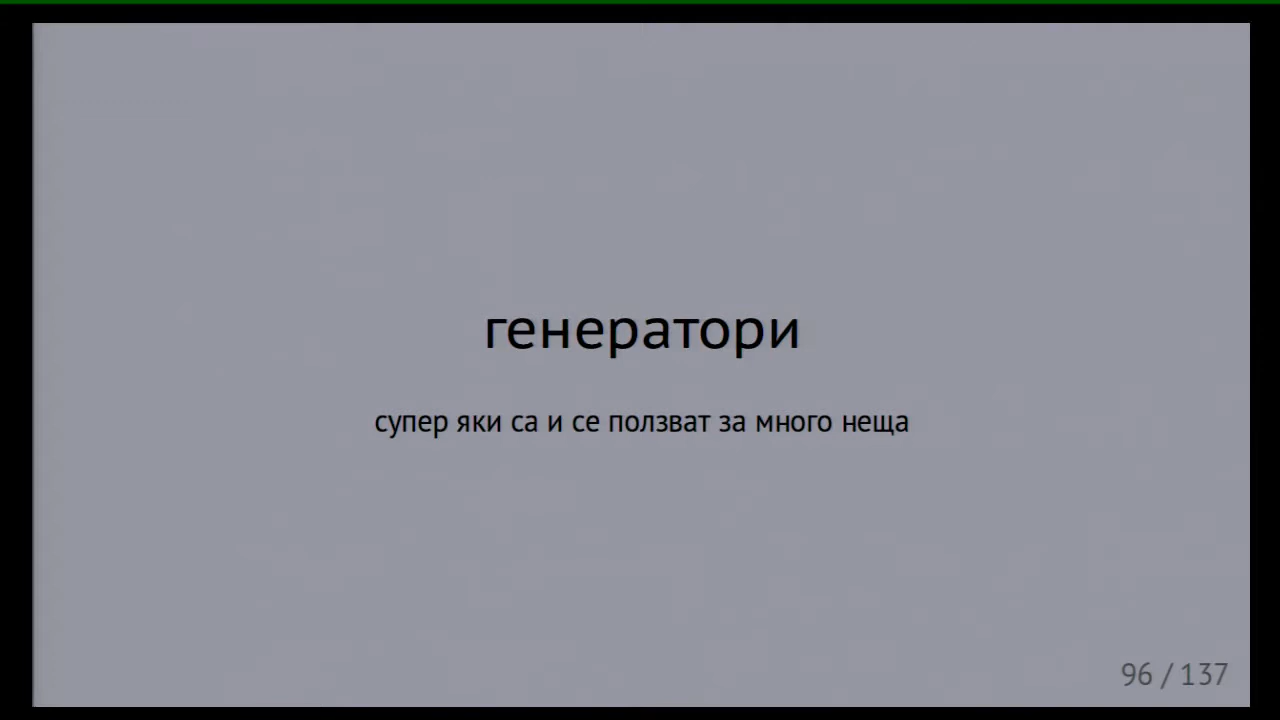 генератори
супер яки са и се ползват за много неща
96 / 137